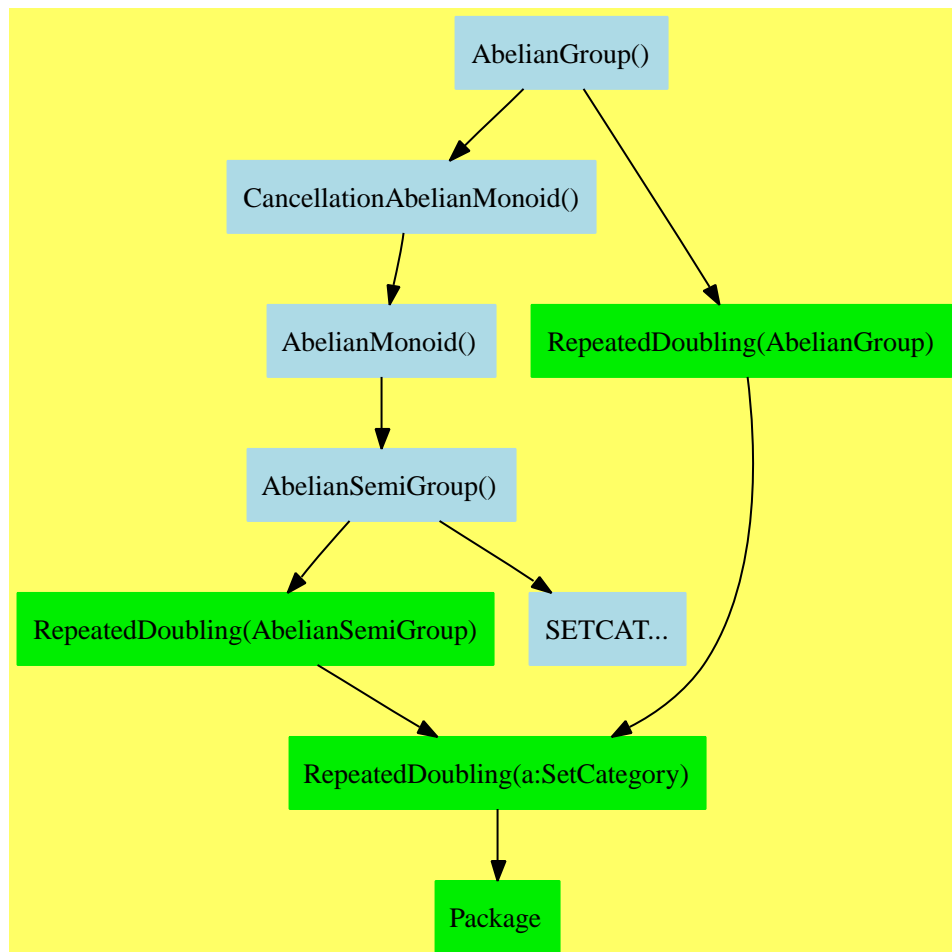 AbelianGroup()
CancellationAbelianMonoid()
AbelianMonoid()
RepeatedDoubling(AbelianGroup)
AbelianSemiGroup()
RepeatedDoubling(AbelianSemiGroup)
SETCAT...
RepeatedDoubling(a:SetCategory)
Package